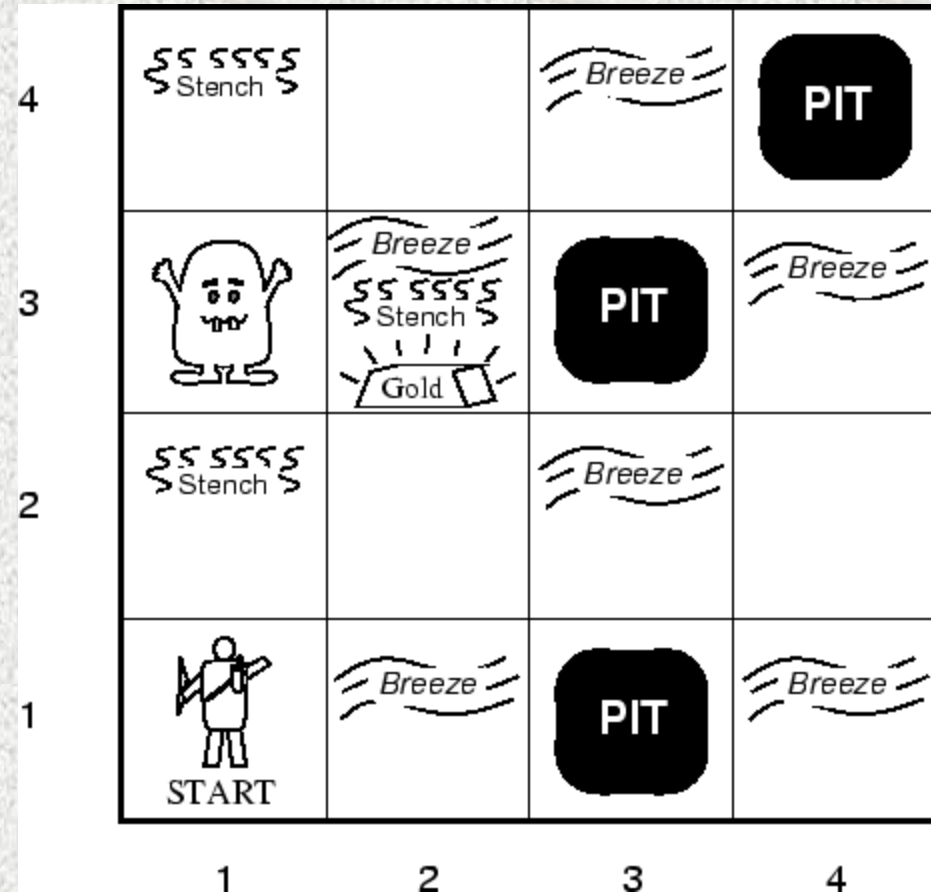 Stench
Breeze
PIT
4
Breeze
Stench
Gold
PIT
Breeze
3
Stench
Breeze
2
START
Breeze
PIT
Breeze
1
1 2 3 4